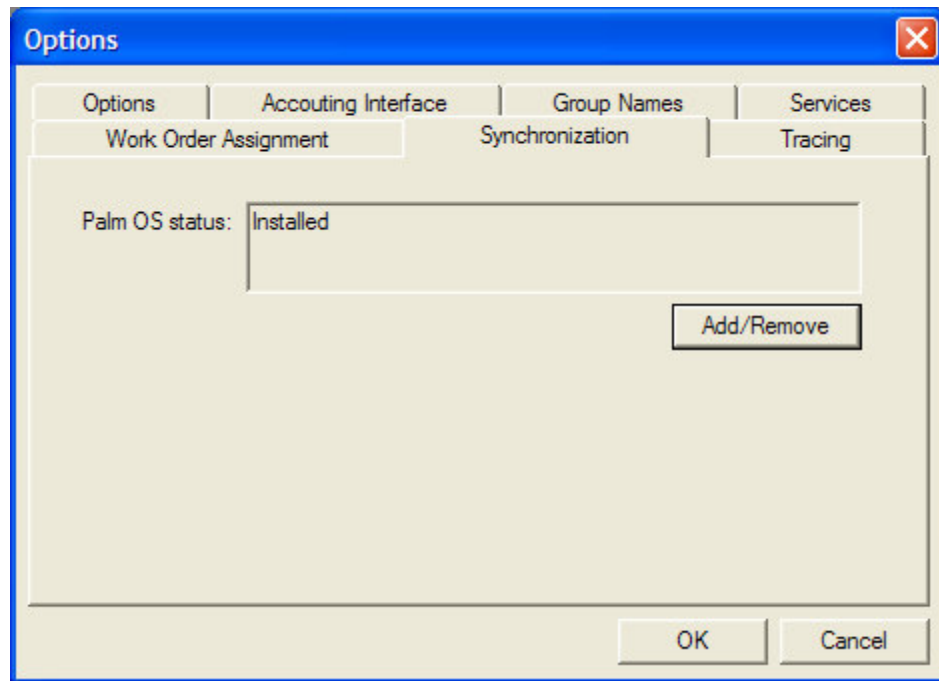 Options
Options Accouting Interface Group Names Services
Work Order Assignment Synchronization Tracing
Palm OS status: Installed
Add/Remove
OK Cancel